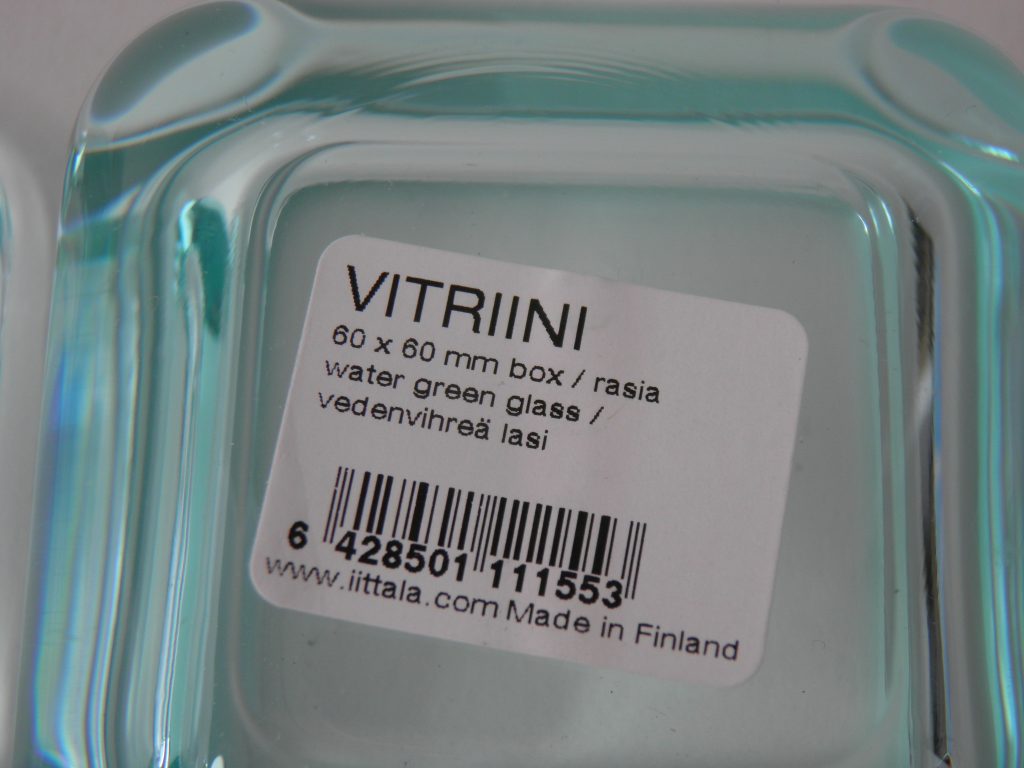 VITRIINI
60 x 60 mm box / rasia
water green glass /
vedenvihreä lasi
6 428501 111553
www.iittala.com Made in Finland